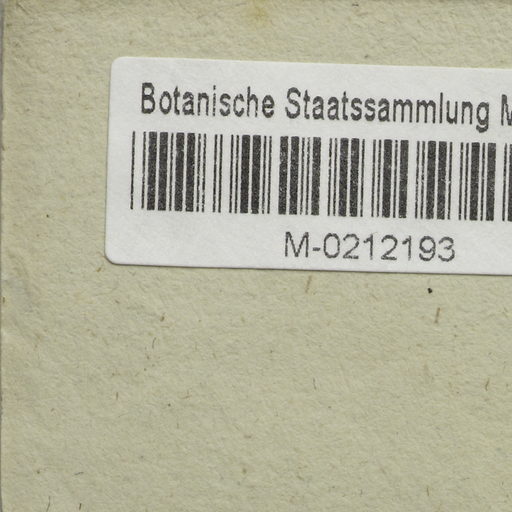 Botanische Staatssammlung M
M-0212193